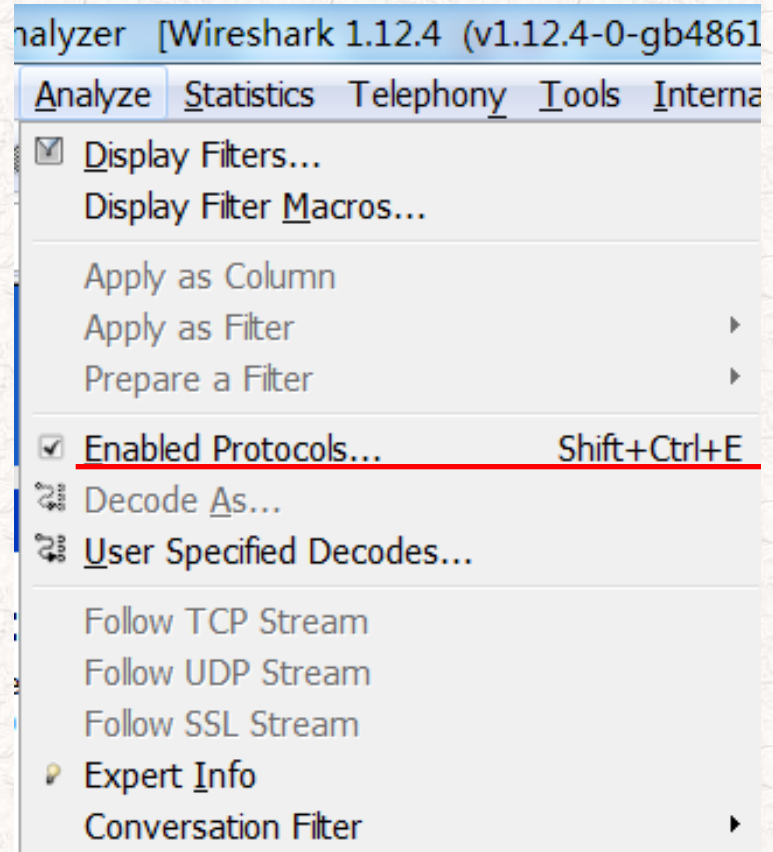 nalyzer [Wireshark 1.12.4 (v1.12.4-0-gb4861
Analyze Statistics Telephony Tools Interna
Display Filters...
Display Filter Macros...
Apply as Column
Apply as Filter
Prepare a Filter
Enabled Protocols... Shift+Ctrl+E
Decode As...
User Specified Decodes...
Follow TCP Stream
Follow UDP Stream
Follow SSL Stream
Expert Info
Conversation Filter